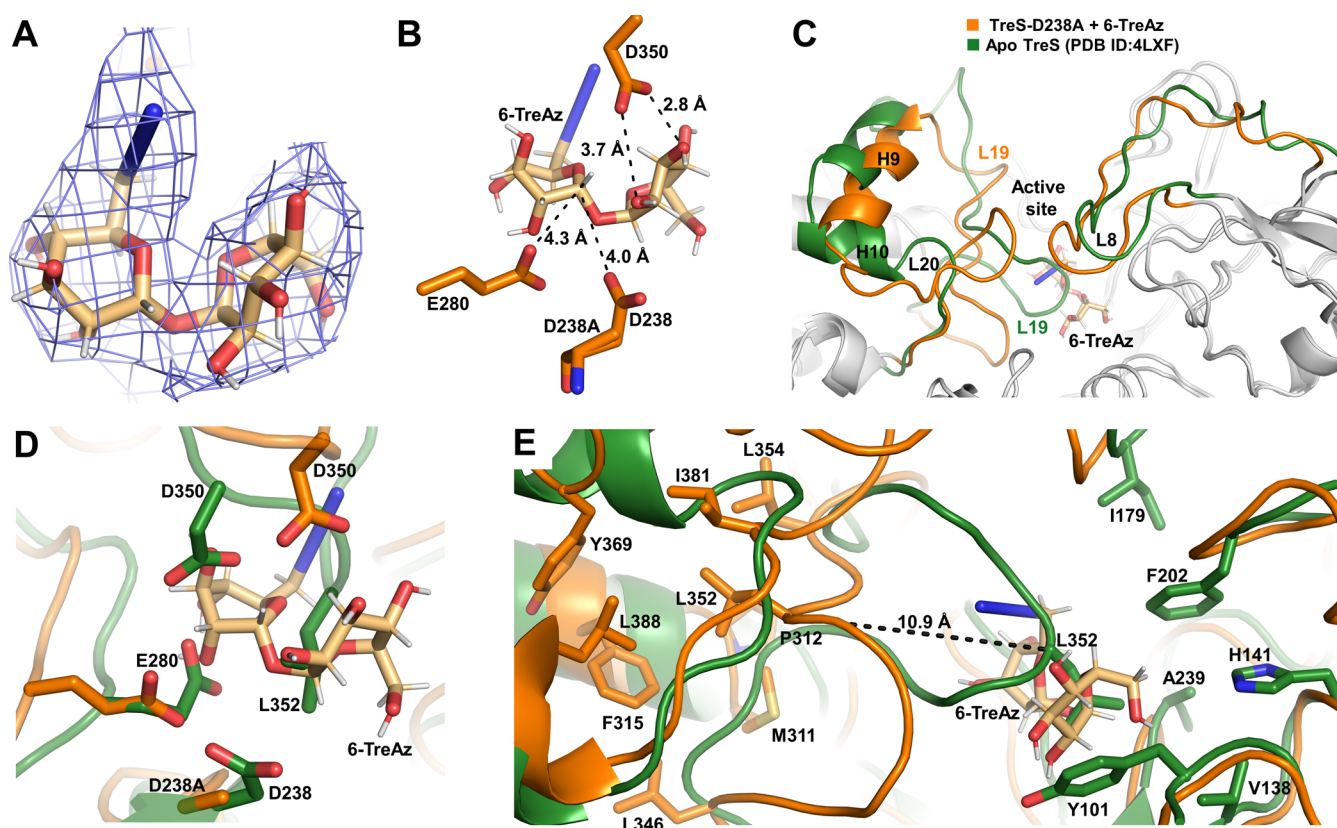 A
B
D350
6-TreAz
2.8 Å
3.7 Å
4.3 Å
4.0 Å
E280
D238A
D238
TreS-D238A + 6-TreAz
Apo TreS (PDB ID:4LXF)
C
H9
L19
Active
site
H10
L20
L8
L19
6-TreAz
D
D350
D350
E280
L352
6-TreAz
D238A
D238
E
L354
I381
I179
Y369
F202
L352
10.9 Å
L388
P312
L352
H141
A239
6-TreAz
F315
M311
V138
Y101
L346